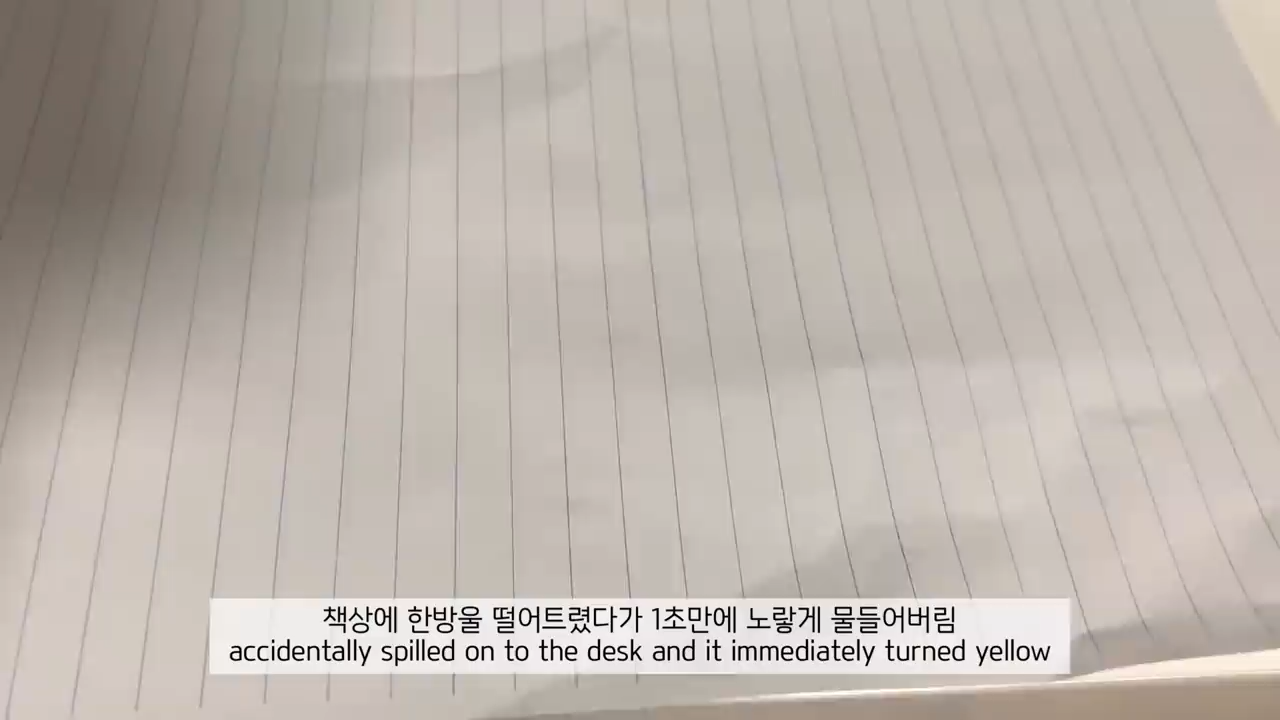 책상에 한방울 떨어트렸다가 1초만에 노랗게 물들어버림
accidentally spilled on to the desk and it immediately turned yellow